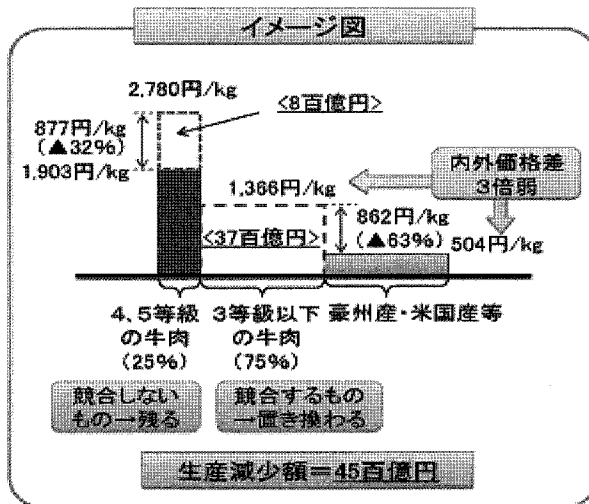 イメージ図
2,780円/kg
<8百億円>
877円/kg
(▲32%)
1,903円/kg
内外価格差
3倍弱
1,366円/kg
862円/kg
(▲63%)
504円/kg
<37百億円>
4、5等級
の牛肉
(25%)
3等級以下
の牛肉
(75%)
豪州産・米国産等
競合しない
もの→残る
競合するもの
→置き換わる
生産減少額＝45百億円